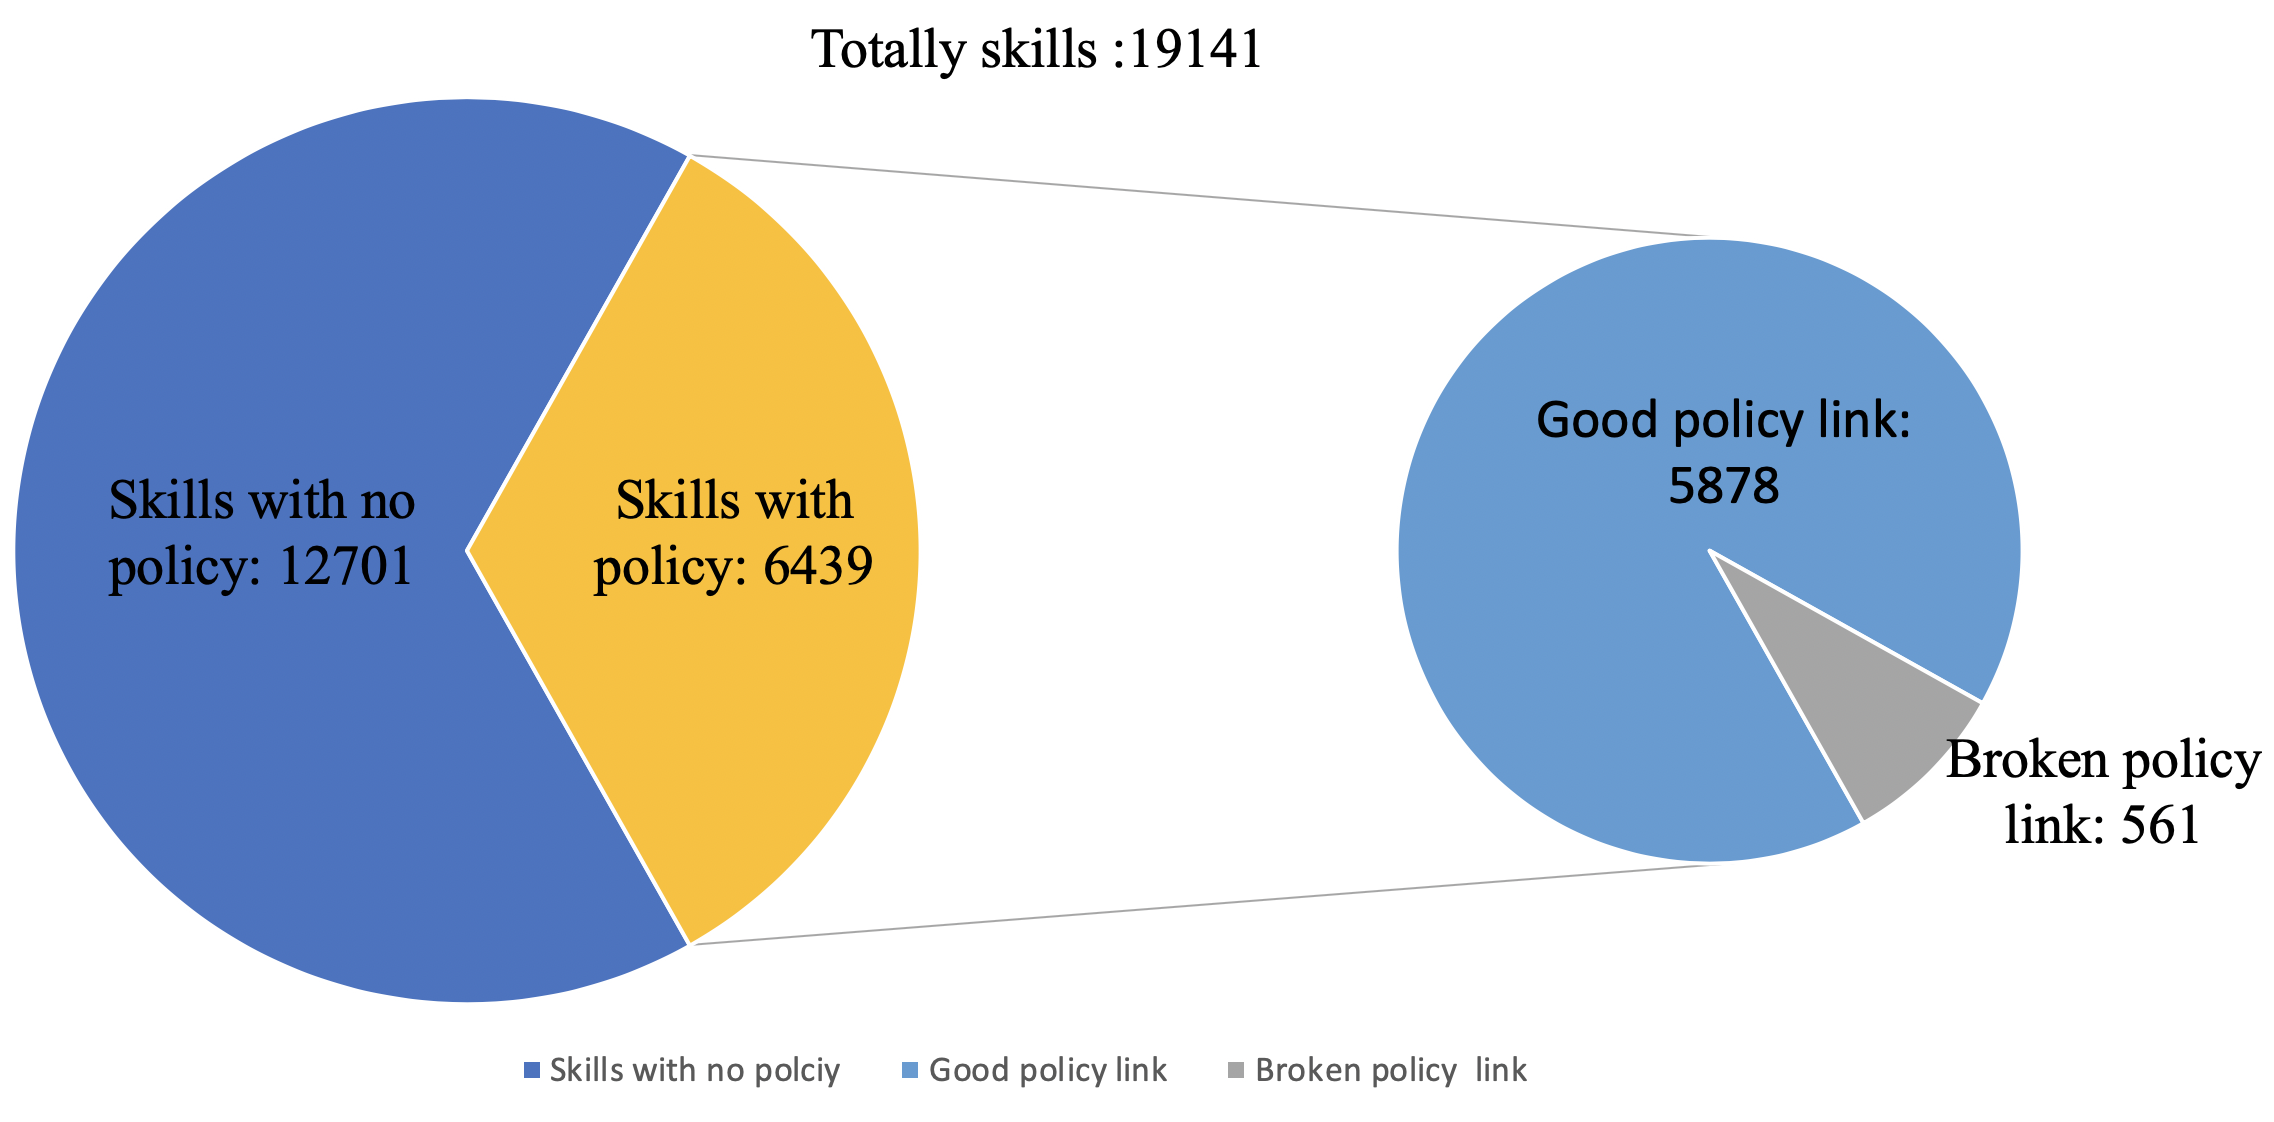 Totally skills :19141
Skills with no
policy: 12701
Skills with
policy: 6439
Good policy link:
5878
Broken policy
link: 561
Skills with no polciy
Good policy link
Broken policy  link